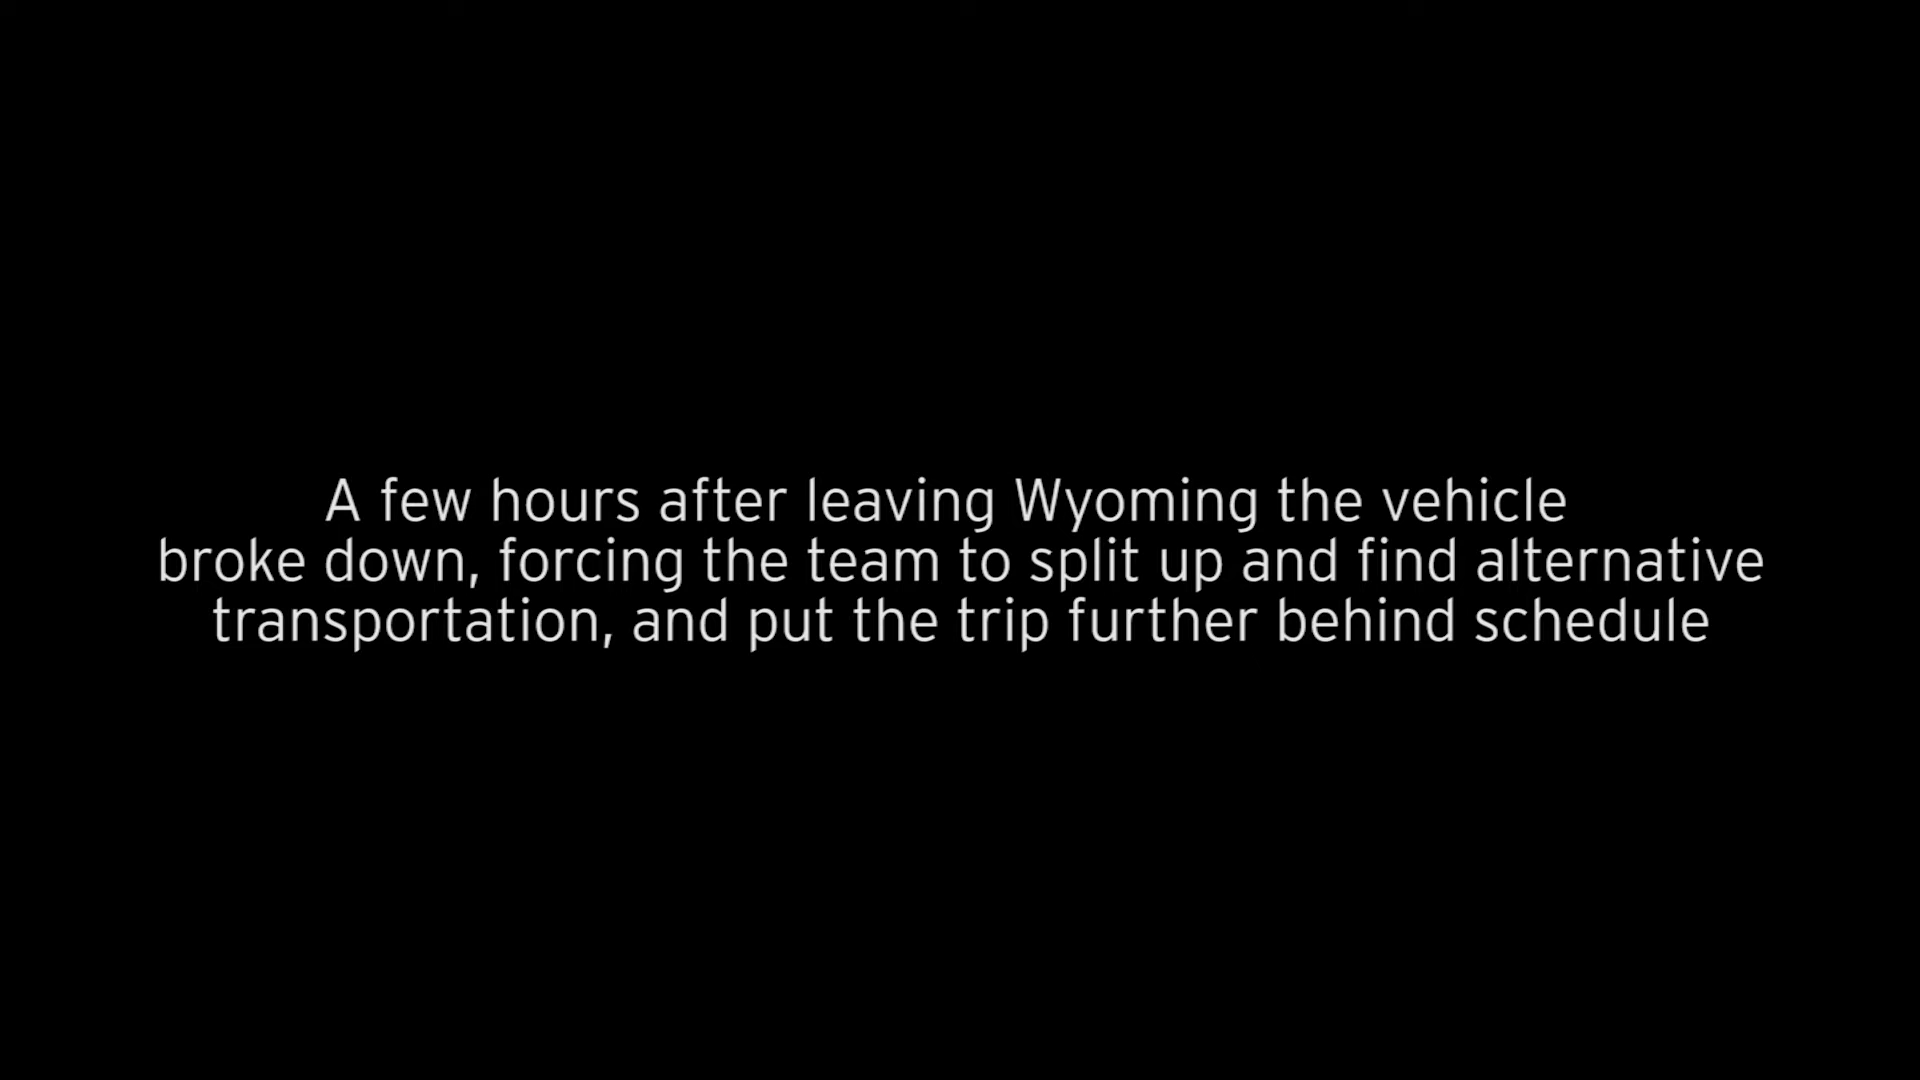 A few hours after leaving Wyoming the vehicle
broke down, forcing the team to split up and find alternative
transportation, and put the trip further behind schedule